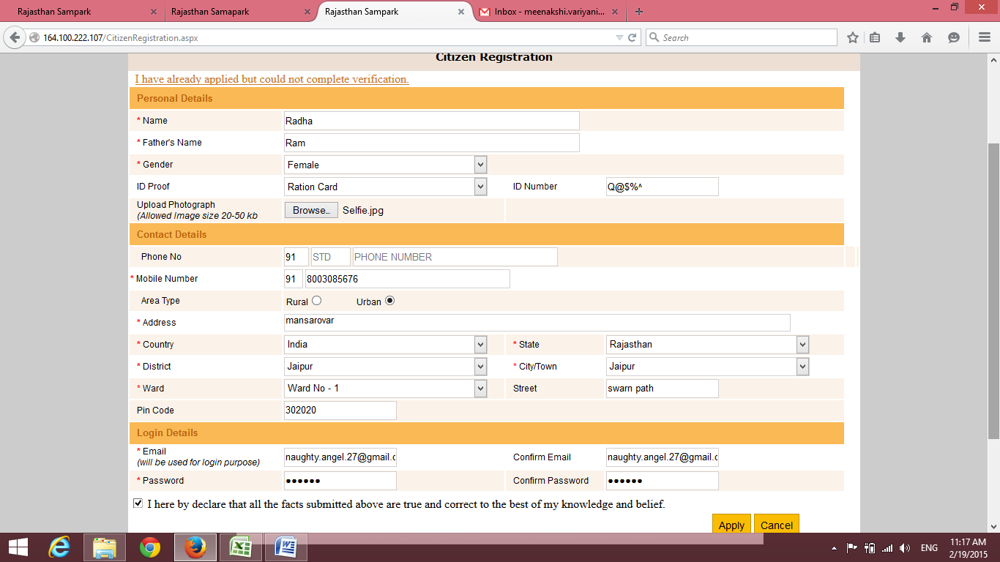 Rajasthan Sampark × Rajasthan Samapark × Rajasthan Sampark × Inbox - meenakshi.variyani... × +
164.100.222.107/CitizenRegistration.aspx Search
Citizen Registration
I have already applied but could not complete verification.
Personal Details
* Name Radha
* Father's Name Ram
* Gender Female
ID Proof Ration Card ID Number Q@$%^
Upload Photograph
(Allowed Image size 20-50 kb
Browse... Selfie.jpg
Contact Details
Phone No 91 STD PHONE NUMBER
* Mobile Number 91 8003085676
Area Type Rural Urban
* Address mansarovar
* Country India * State Rajasthan
* District Jaipur * City/Town Jaipur
* Ward Ward No - 1 Street swarn path
Pin Code 302020
Login Details
* Email
(will be used for login purpose)
naughty.angel.27@gmail.c Confirm Email naughty.angel.27@gmail.c
* Password •••••• Confirm Password ••••••
I here by declare that all the facts submitted above are true and correct to the best of my knowledge and belief.
Apply Cancel
ENG 11:17 AM
2/19/2015